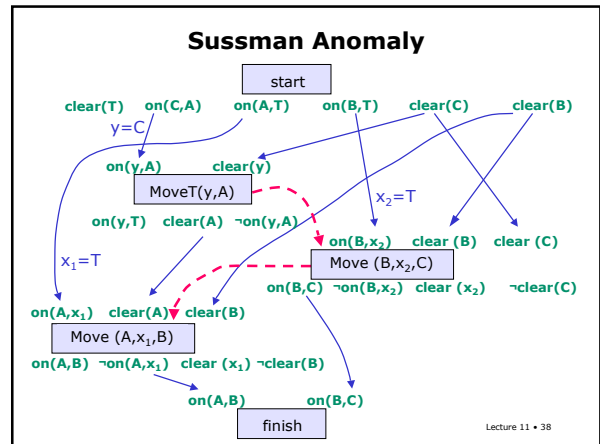 Sussman Anomaly
start
clear(T) on(C,A) on(A,T) on(B,T) clear(C) clear(B)
y=C
on(y,A) clear(y)
MoveT(y,A)
x₂=T
on(y,T) clear(A) ¬on(y,A)
on(B,x₂) clear (B) clear (C)
x₁=T
Move (B,x₂,C)
on(B,C) ¬on(B,x₂) clear (x₂) ¬clear(C)
on(A,x₁) clear(A) clear(B)
Move (A,x₁,B)
on(A,B) ¬on(A,x₁) clear (x₁) ¬clear(B)
on(A,B) on(B,C)
finish
Lecture 11 • 38